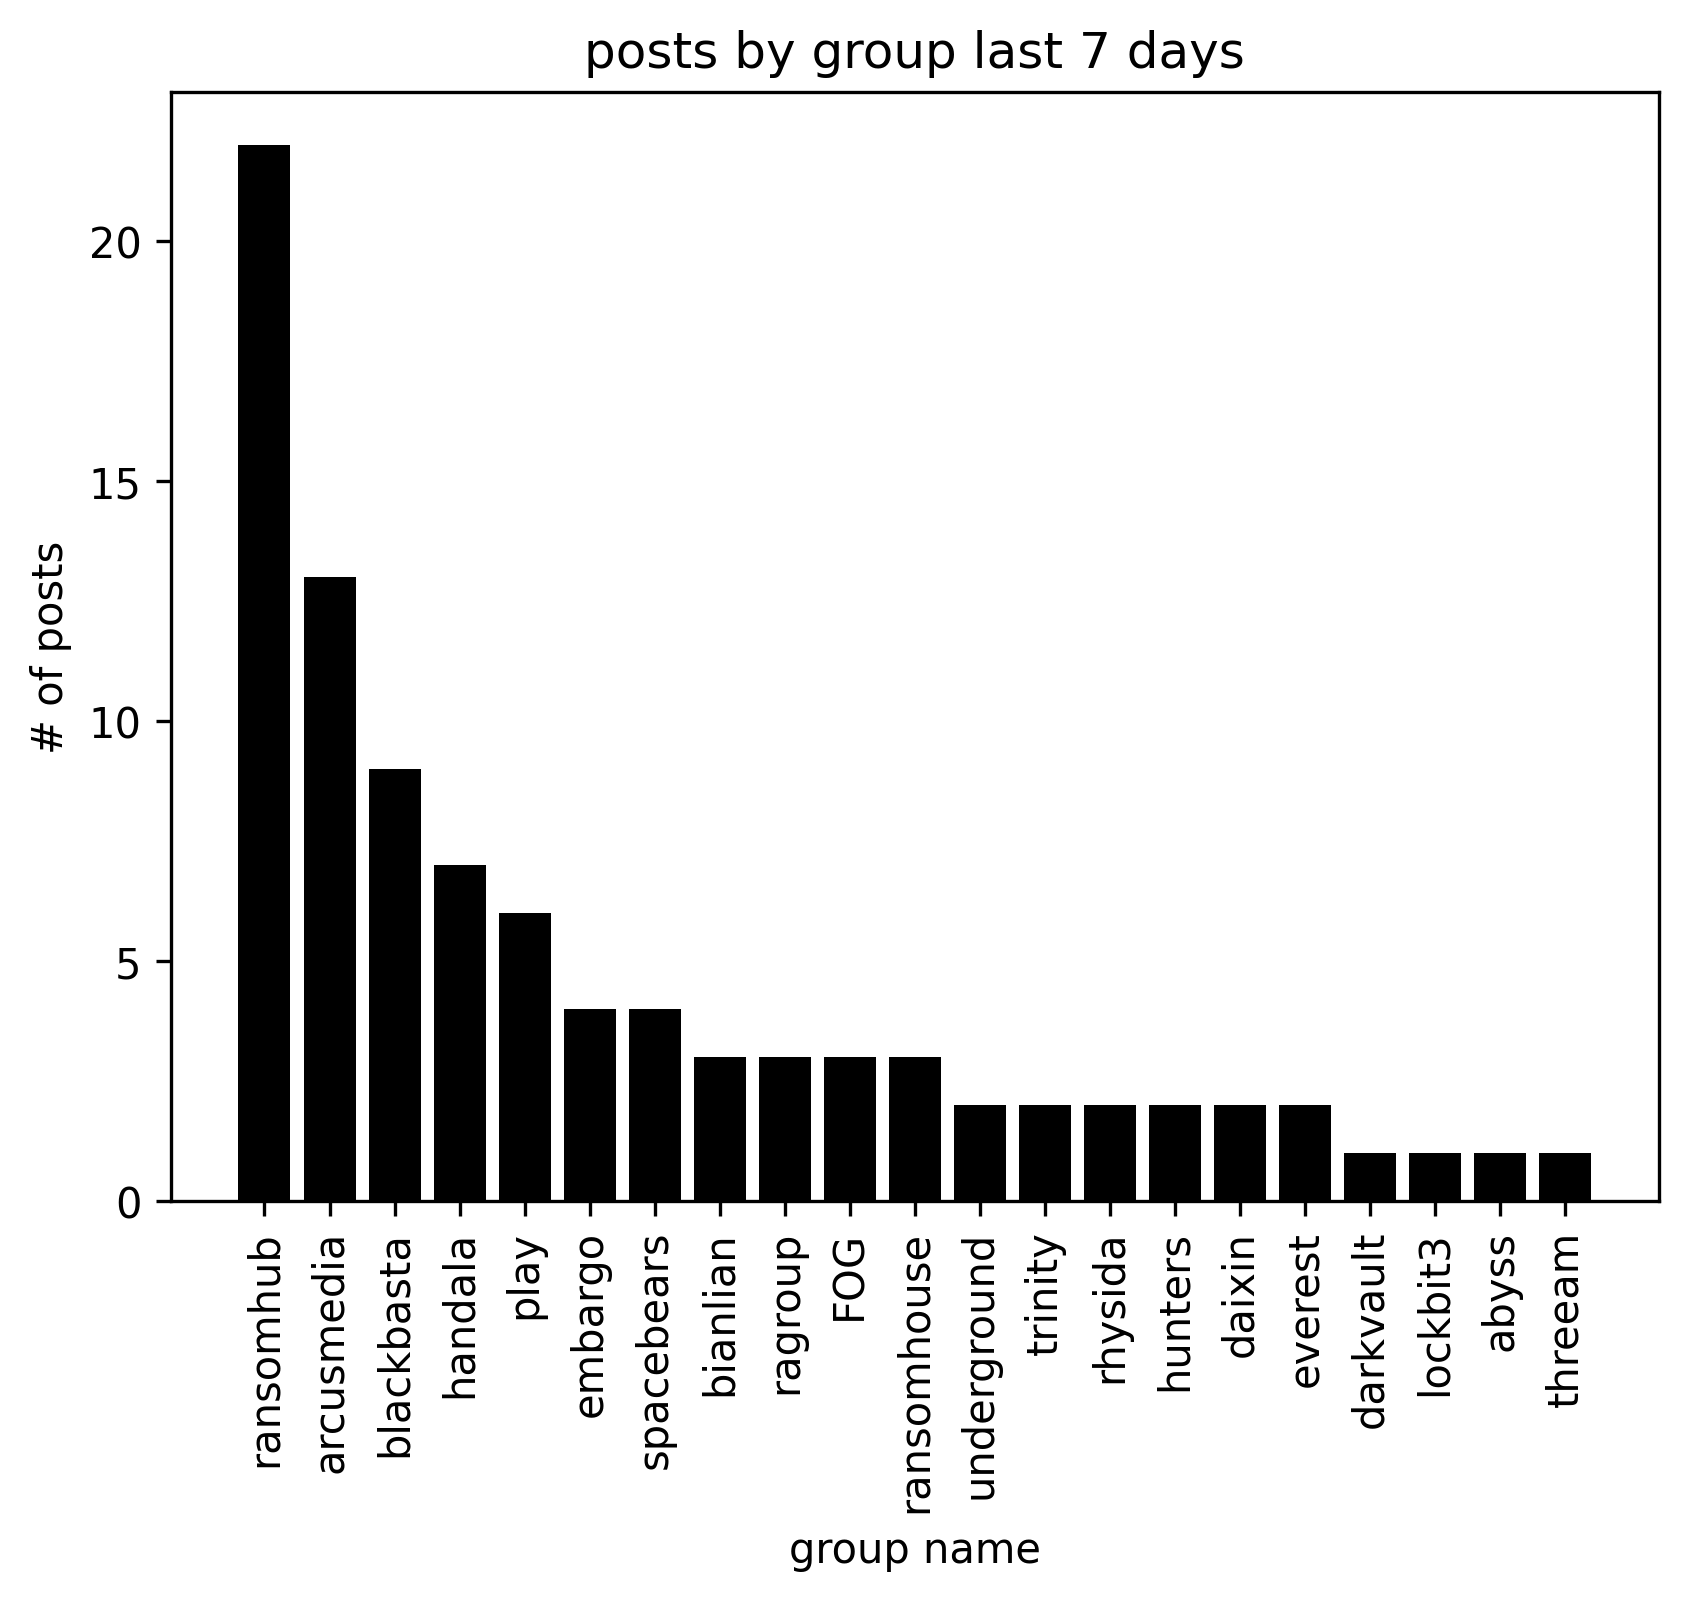 posts by group last 7 days
# of posts
20
15
10
5
0
ransomhub
arcusmedia
blackbasta
handala
play
embargo
spacebears
bianlian
ragroup
FOG
ransomhouse
underground
trinity
rhysida
hunters
daixin
everest
darkvault
lockbit3
abyss
threeam
group name